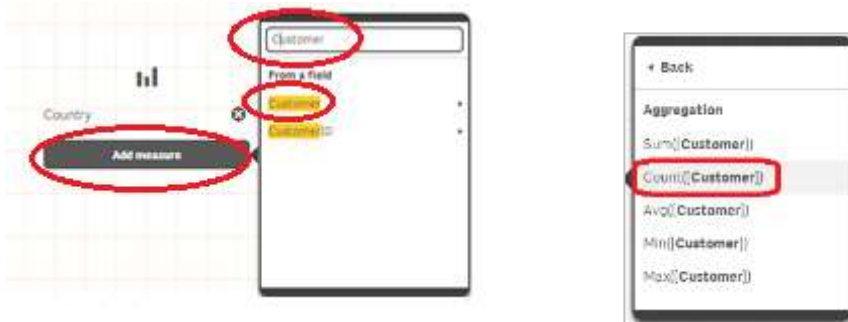 Customer
From a field
Country
Customer
CustomerID
Add measure
Back
Aggregation
Sum([Customer])
Count([Customer])
Avg([Customer])
Min([Customer])
Max([Customer])